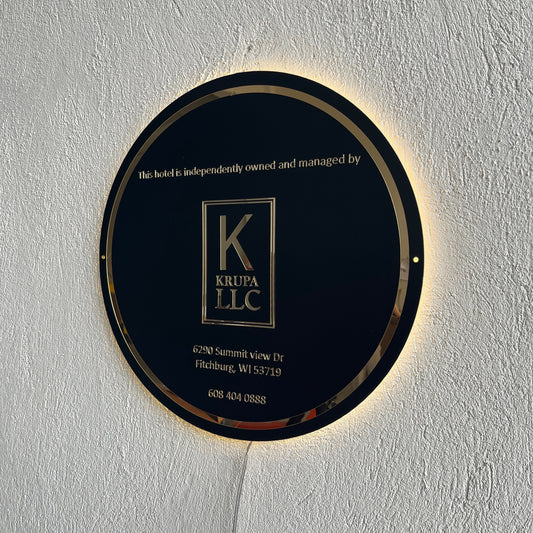 This hotel is independently owned and managed by
K
KRUPA
LLC
6290 Summit view Dr
Fitchburg, WI 53719
608 404 0888